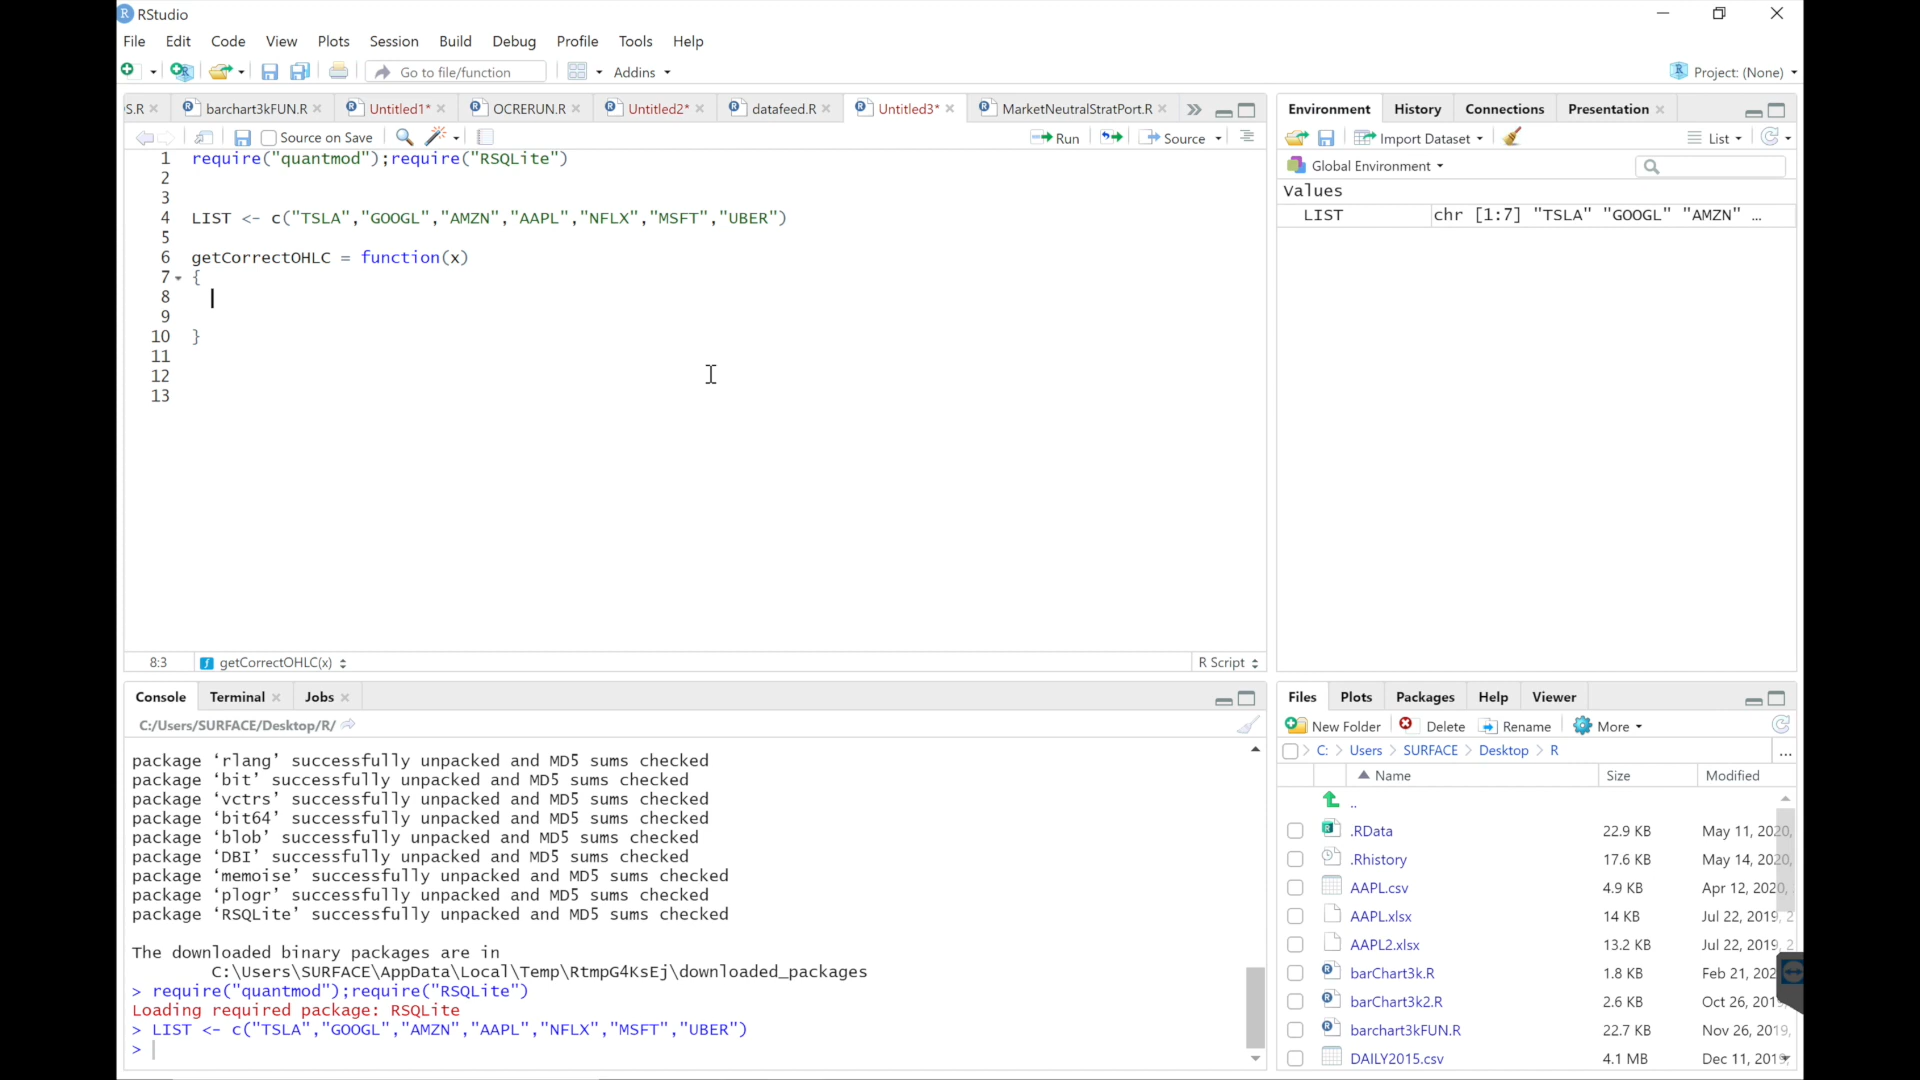 RStudio
File Edit Code View Plots Session Build Debug Profile Tools Help
Go to file/function Addins Project: (None)
S.R barchart3kFUN.R Untitled1* OCRERUN.R Untitled2* datafeed.R Untitled3* MarketNeutralStratPort.R
Source on Save Run Source
1 require("quantmod");require("RSQLite")
2
3
4 LIST <- c("TSLA","GOOGL","AMZN","AAPL","NFLX","MSFT","UBER")
5
6 getCorrectOHLC = function(x)
7 {
8
9
10 }
11
12
13
8:3 getCorrectOHLC(x) R Script
Environment History Connections Presentation
Import Dataset List
Global Environment
Values
LIST chr [1:7] "TSLA" "GOOGL" "AMZN" …
Console Terminal Jobs
C:/Users/SURFACE/Desktop/R/
package ‘rlang’ successfully unpacked and MD5 sums checked
package ‘bit’ successfully unpacked and MD5 sums checked
package ‘vctrs’ successfully unpacked and MD5 sums checked
package ‘bit64’ successfully unpacked and MD5 sums checked
package ‘blob’ successfully unpacked and MD5 sums checked
package ‘DBI’ successfully unpacked and MD5 sums checked
package ‘memoise’ successfully unpacked and MD5 sums checked
package ‘plogr’ successfully unpacked and MD5 sums checked
package ‘RSQLite’ successfully unpacked and MD5 sums checked
The downloaded binary packages are in
C:\Users\SURFACE\AppData\Local\Temp\RtmpG4KsEj\downloaded_packages
> require("quantmod");require("RSQLite")
Loading required package: RSQLite
> LIST <- c("TSLA","GOOGL","AMZN","AAPL","NFLX","MSFT","UBER")
>
Files Plots Packages Help Viewer
New Folder Delete Rename More
C: Users SURFACE Desktop R ...
Name Size Modified
..
.RData 22.9 KB May 11, 2020,
.Rhistory 17.6 KB May 14, 2020,
AAPL.csv 4.9 KB Apr 12, 2020,
AAPL.xlsx 14 KB Jul 22, 2019, 2
AAPL2.xlsx 13.2 KB Jul 22, 2019, 2
barChart3k.R 1.8 KB Feb 21, 202
barChart3k2.R 2.6 KB Oct 26, 201
barchart3kFUN.R 22.7 KB Nov 26, 2019,
DAILY2015.csv 4.1 MB Dec 11, 2019